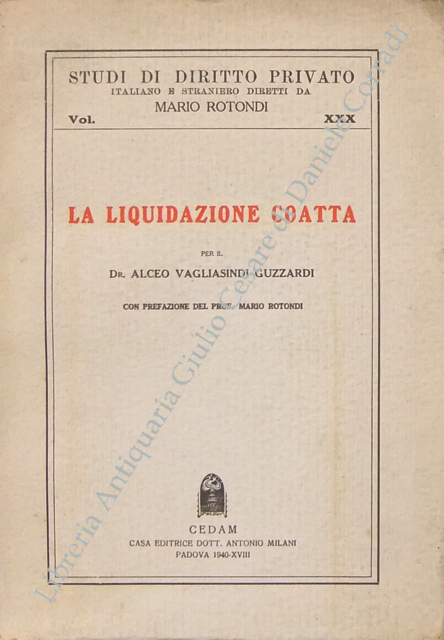 STUDI DI DIRITTO PRIVATO
ITALIANO E STRANIERO DIRETTI DA
MARIO ROTONDI
Vol. XXX
LA LIQUIDAZIONE COATTA
PER IL
DR. ALCEO VAGLIASINDI GUZZARDI
CON PREFAZIONE DEL PROF. MARIO ROTONDI
CEDAM
CASA EDITRICE DOTT. ANTONIO MILANI
PADOVA 1940-XVIII
Libreria Antiquaria Giulio Cesare di Daniele Corradi